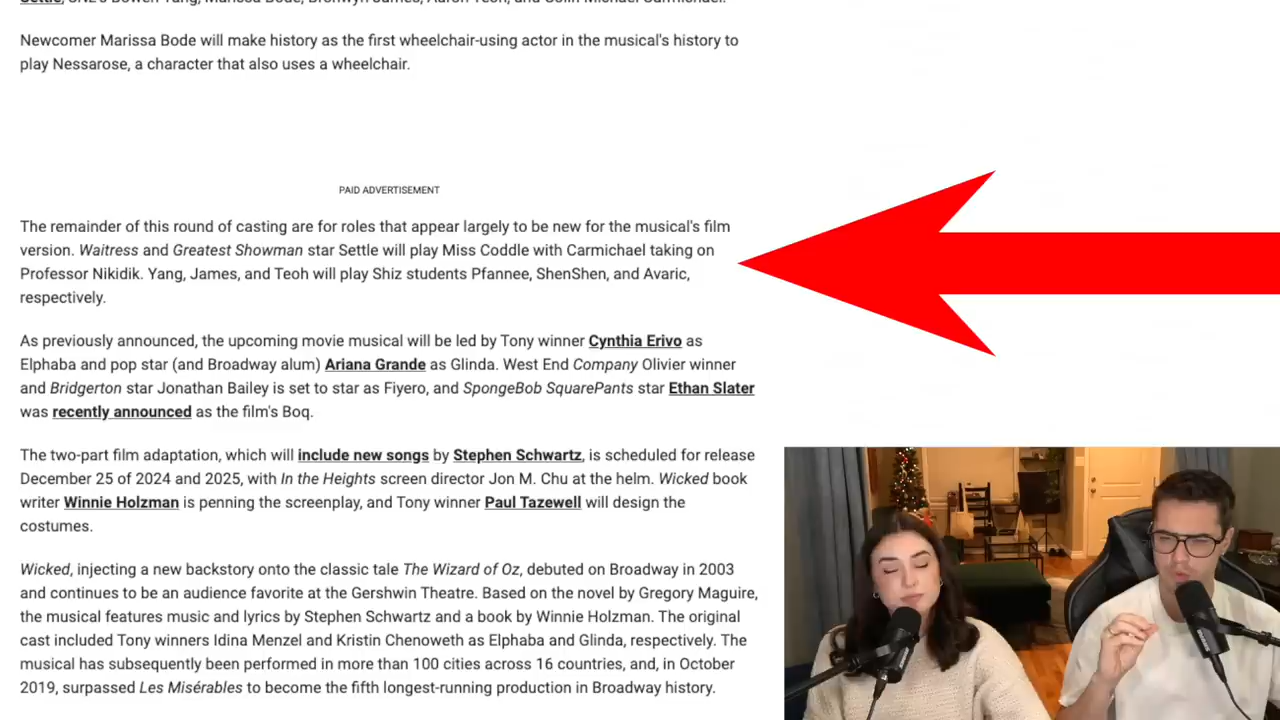 Settle, SNL's Bowen Yang, Marissa Bode, Bronwyn James, Aaron Teoh, and Colin Michael Carmichael.
Newcomer Marissa Bode will make history as the first wheelchair-using actor in the musical's history to
play Nessarose, a character that also uses a wheelchair.
PAID ADVERTISEMENT
The remainder of this round of casting are for roles that appear largely to be new for the musical's film
version. Waitress and Greatest Showman star Settle will play Miss Coddle with Carmichael taking on
Professor Nikidik. Yang, James, and Teoh will play Shiz students Pfannee, ShenShen, and Avaric,
respectively.
As previously announced, the upcoming movie musical will be led by Tony winner Cynthia Erivo as
Elphaba and pop star (and Broadway alum) Ariana Grande as Glinda. West End Company Olivier winner
and Bridgerton star Jonathan Bailey is set to star as Fiyero, and SpongeBob SquarePants star Ethan Slater
was recently announced as the film's Boq.
The two-part film adaptation, which will include new songs by Stephen Schwartz, is scheduled for release
December 25 of 2024 and 2025, with In the Heights screen director Jon M. Chu at the helm. Wicked book
writer Winnie Holzman is penning the screenplay, and Tony winner Paul Tazewell will design the
costumes.
Wicked, injecting a new backstory onto the classic tale The Wizard of Oz, debuted on Broadway in 2003
and continues to be an audience favorite at the Gershwin Theatre. Based on the novel by Gregory Maguire,
the musical features music and lyrics by Stephen Schwartz and a book by Winnie Holzman. The original
cast included Tony winners Idina Menzel and Kristin Chenoweth as Elphaba and Glinda, respectively. The
musical has subsequently been performed in more than 100 cities across 16 countries, and, in October
2019, surpassed Les Misérables to become the fifth longest-running production in Broadway history.